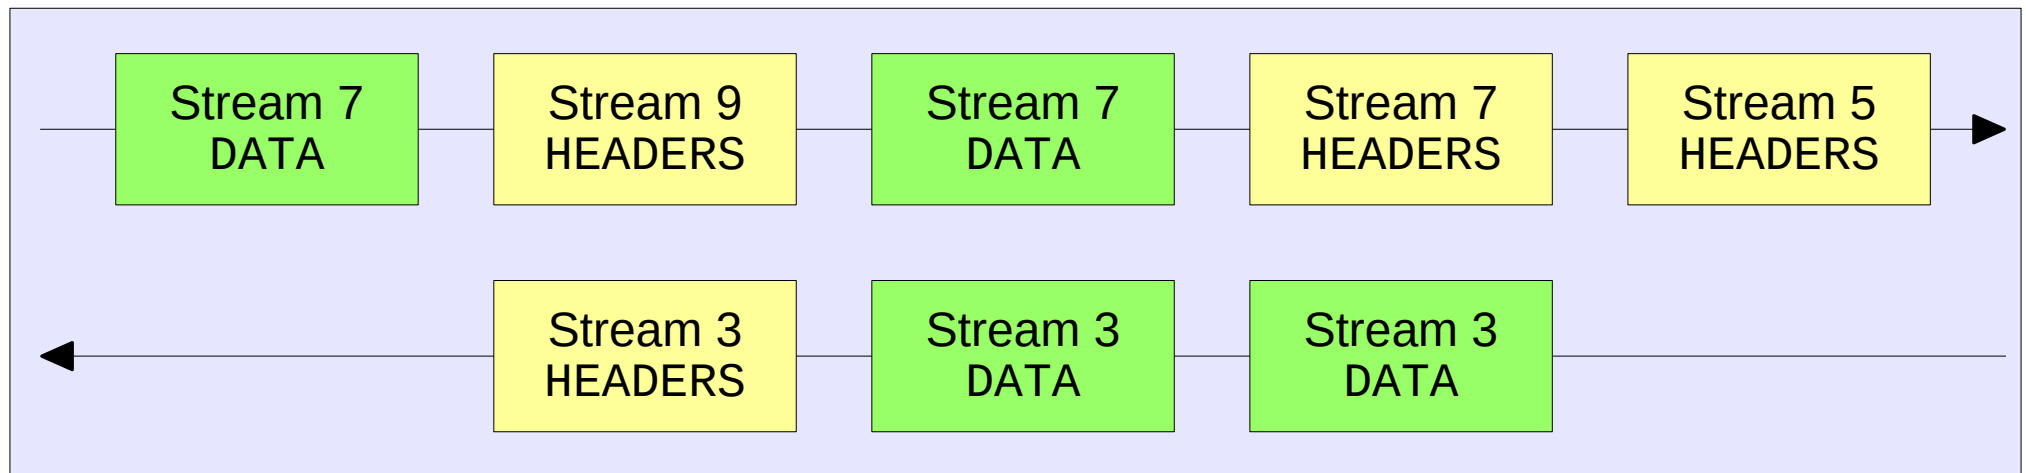 Stream 7
DATA
Stream 9
HEADERS
Stream 7
DATA
Stream 7
HEADERS
Stream 5
HEADERS
Stream 3
HEADERS
Stream 3
DATA
Stream 3
DATA